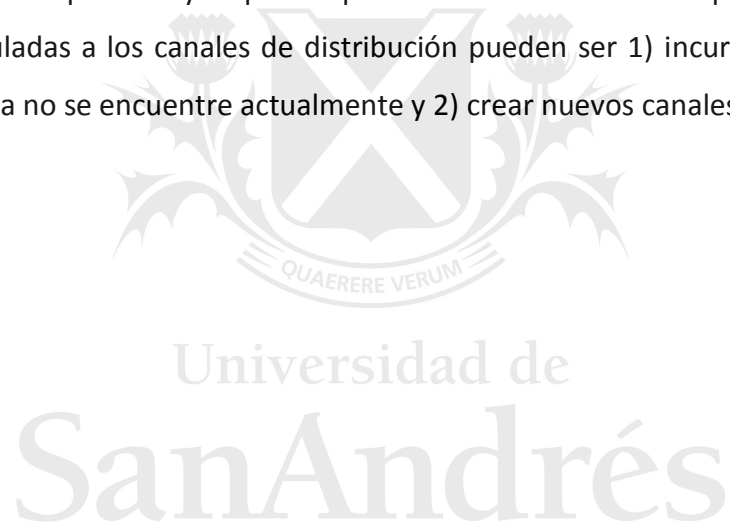 uladas a los canales de distribución pueden ser 1) incur
a no se encuentre actualmente y 2) crear nuevos canales
QUAERERE VERUM
Universidad de
SanAndrés